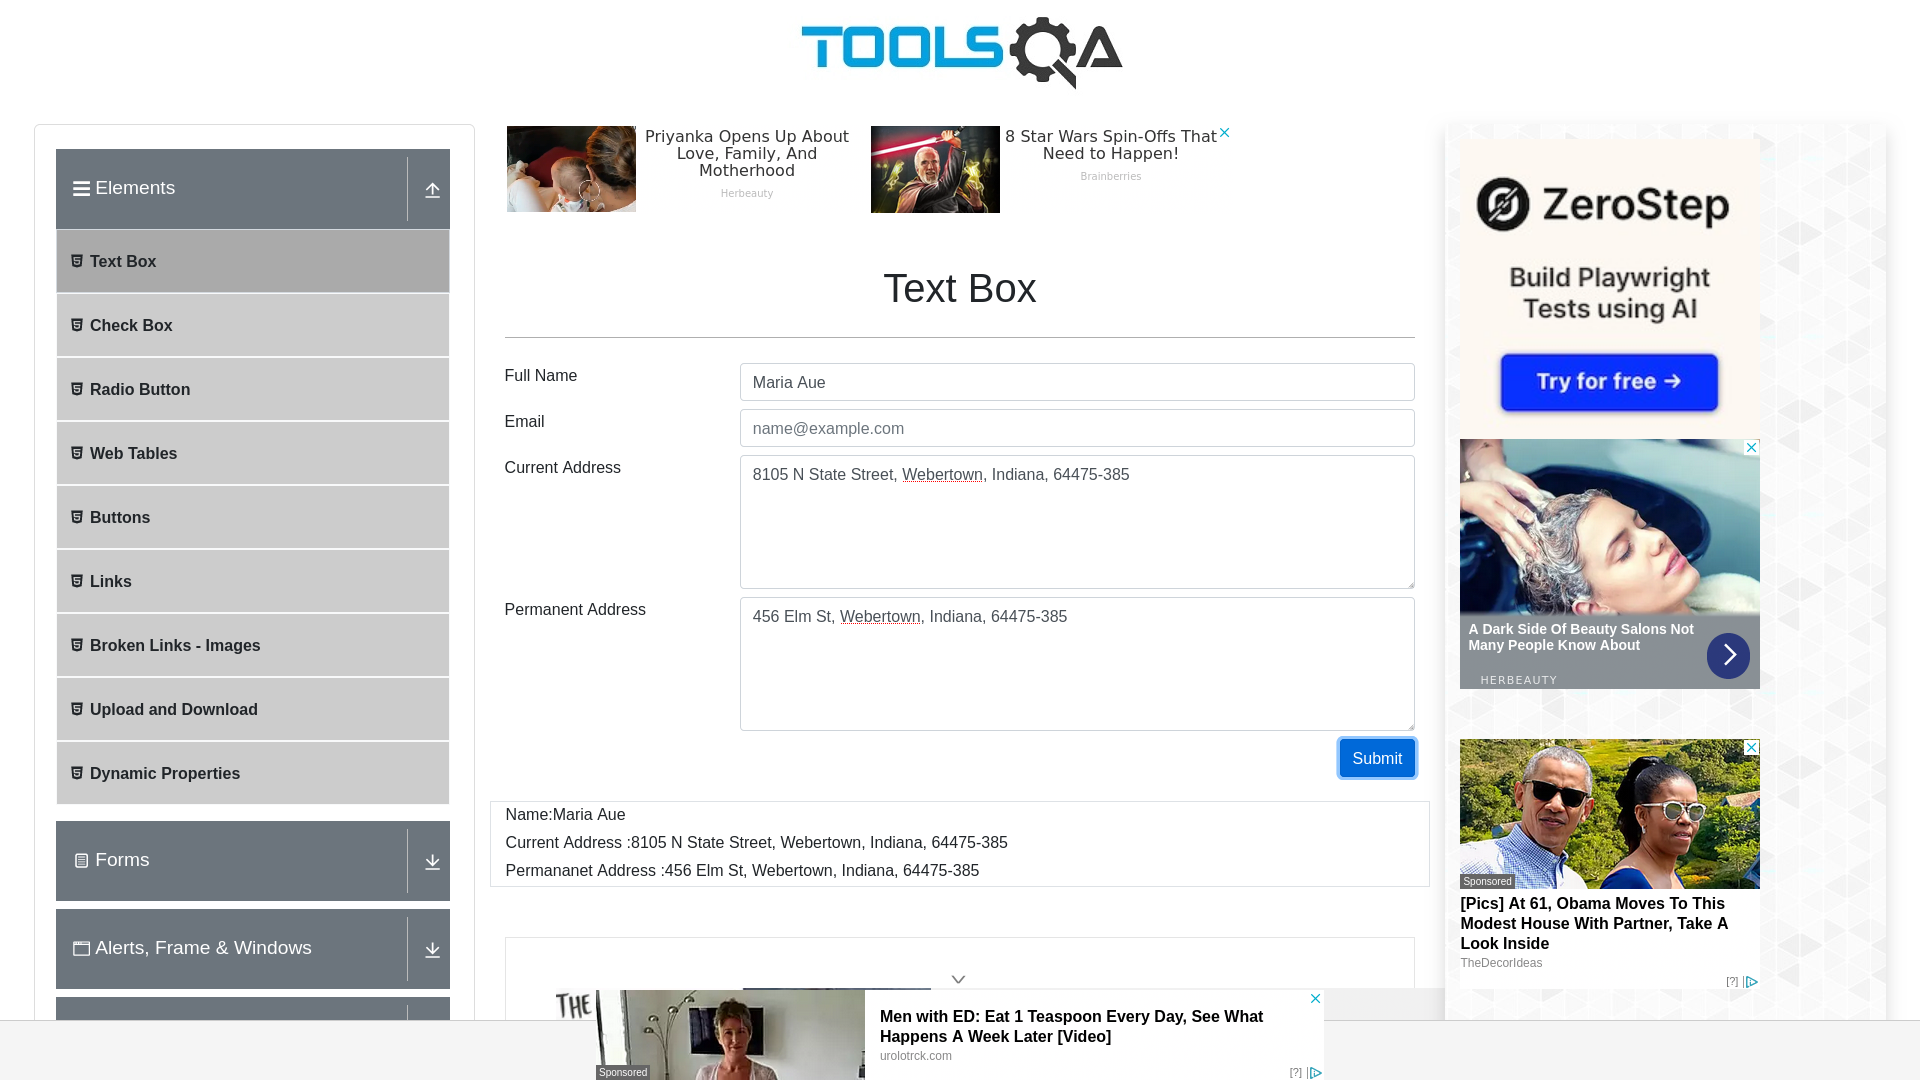 TOOLSQA
Elements
Text Box
Check Box
Radio Button
Web Tables
Buttons
Links
Broken Links - Images
Upload and Download
Dynamic Properties
Forms
Alerts, Frame & Windows
Priyanka Opens Up About
Love, Family, And
Motherhood
Herbeauty
8 Star Wars Spin-Offs That
Need to Happen!
Brainberries
Text Box
Full Name
Maria Aue
Email
name@example.com
Current Address
8105 N State Street, Webertown, Indiana, 64475-385
Permanent Address
456 Elm St, Webertown, Indiana, 64475-385
Submit
Name:Maria Aue
Current Address :8105 N State Street, Webertown, Indiana, 64475-385
Permananet Address :456 Elm St, Webertown, Indiana, 64475-385
THE
Sponsored
Men with ED: Eat 1 Teaspoon Every Day, See What
Happens A Week Later [Video]
urolotrck.com
[?]
ZeroStep
Build Playwright
Tests using AI
Try for free →
A Dark Side Of Beauty Salons Not
Many People Know About
HERBEAUTY
Sponsored
[Pics] At 61, Obama Moves To This
Modest House With Partner, Take A
Look Inside
TheDecorIdeas
[?]